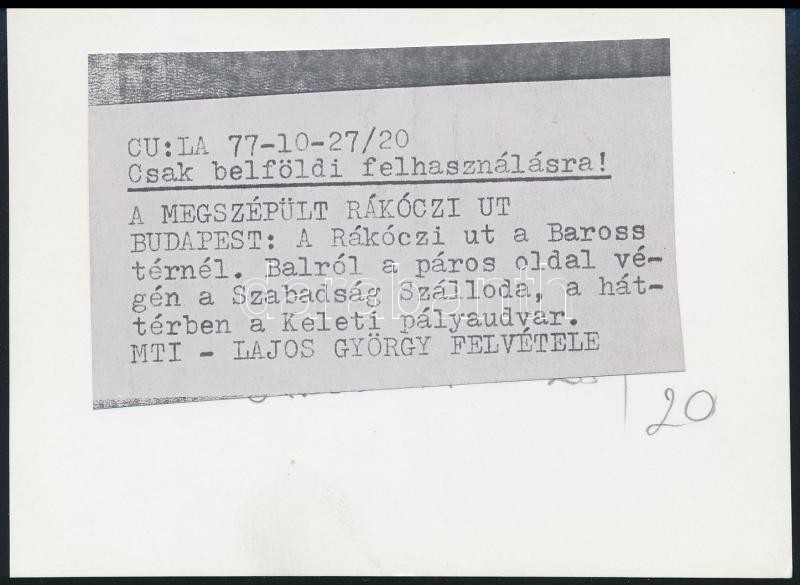 CU:LA 77-10-27/20
Csak belföldi felhasználásra!
A MEGSZÉPÜLT RÁKÓCZI UT
BUDAPEST: A Rákóczi ut a Baross
térnél. Balról a páros oldal vé-
gén a Szabadság Szálloda, a hát-
térben a Keleti pályaudvar.
MTI - LAJOS GYÖRGY FELVÉTELE
darabanth
20